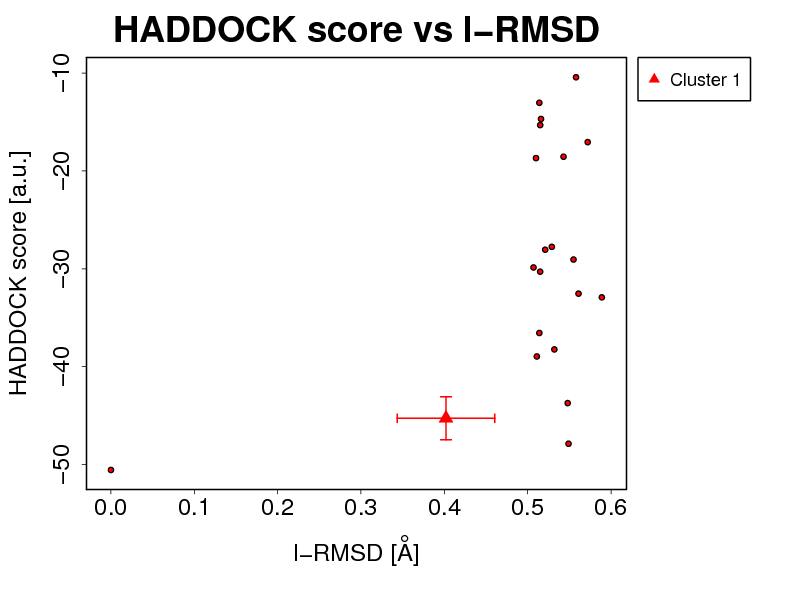 HADDOCK score vs l−RMSD
Cluster 1
HADDOCK score [a.u.]
−10
−20
−30
−40
−50
0.0 0.1 0.2 0.3 0.4 0.5 0.6
l−RMSD [Å]